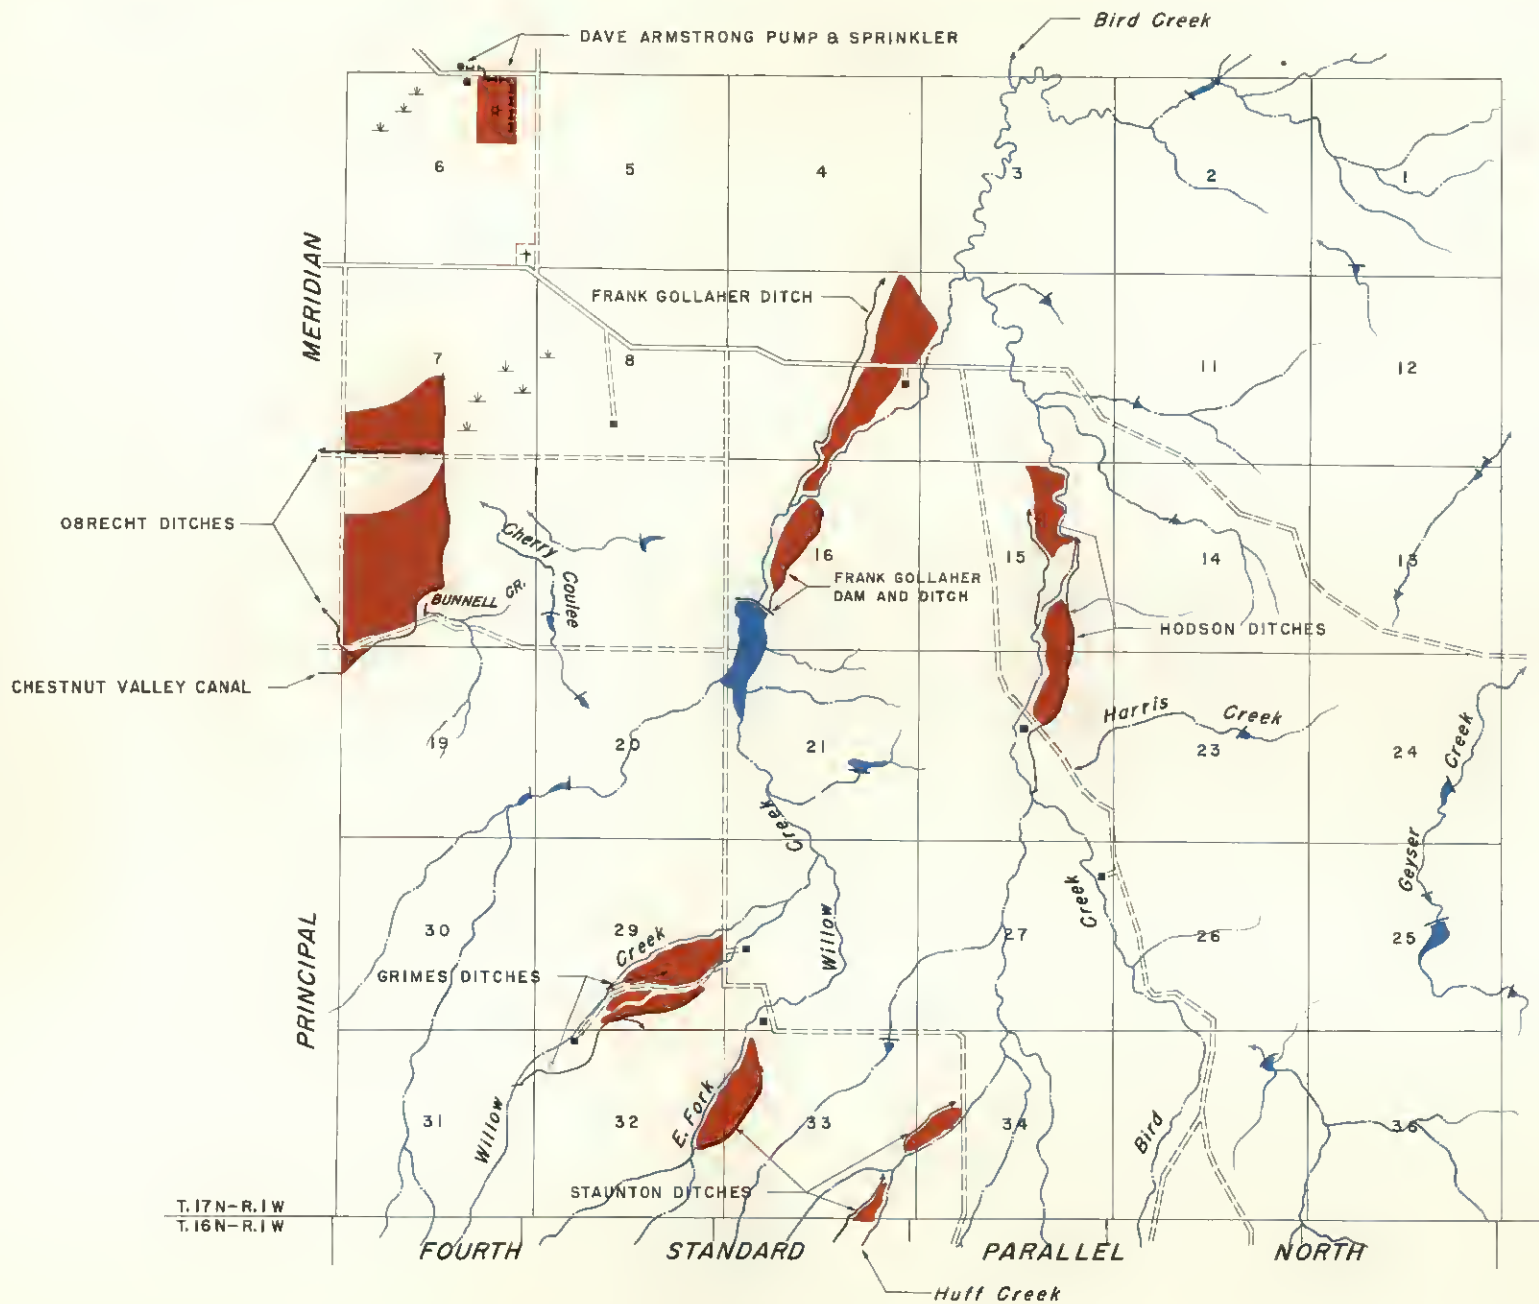 Bird Creek
DAVE ARMSTRONG PUMP & SPRINKLER
6
5
4
3
2
1
MERIDIAN
FRANK GOLLAHER DITCH
7
8
11
12
OBRECHT DITCHES
Cherry
Coulee
16
15
14
13
FRANK GOLLAHER
DAM AND DITCH
BUNNELL CR.
HODSON DITCHES
CHESTNUT VALLEY CANAL
Harris Creek
19
20
21
23
24
Geyser Creek
Creek
Willow
Creek
30
29
Creek
27
26
25
GRIMES DITCHES
PRINCIPAL
31
Willow
32
E. Fork
33
34
Bird
36
STAUNTON DITCHES
T.17N-R.1W
T.16N-R.1W
FOURTH STANDARD PARALLEL NORTH
Huff Creek